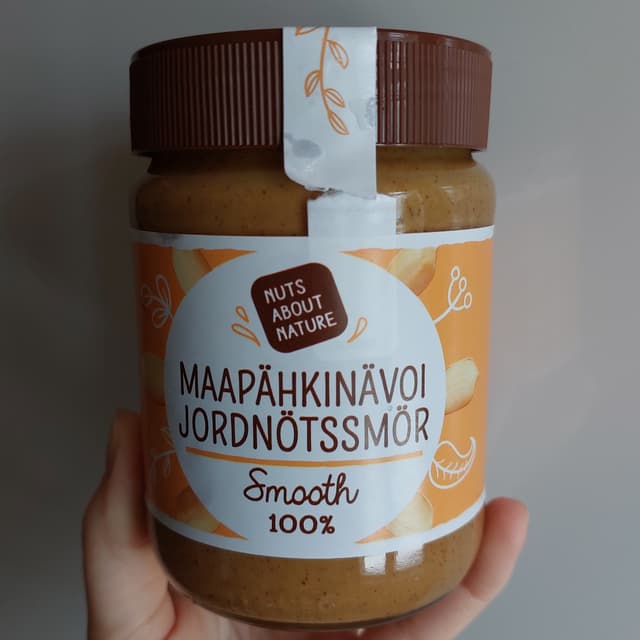 NUTS
ABOUT
NATURE
MAAPÄHKINÄVOI
JORDNÖTSSMÖR
Smooth
100%